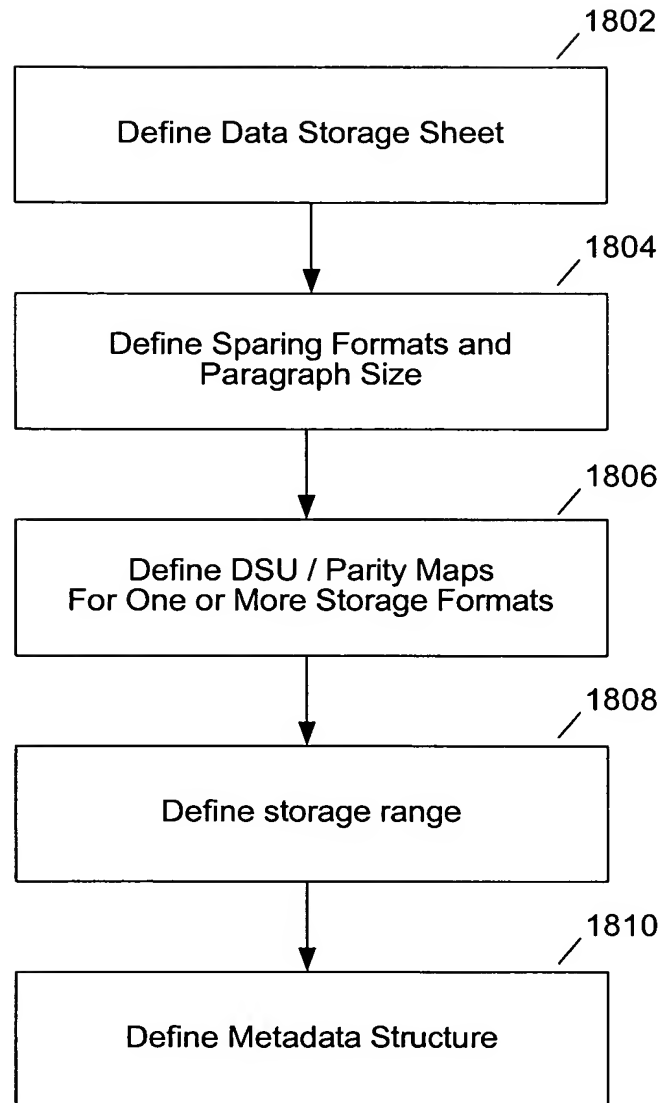 1802
Define Data Storage Sheet
1804
Define Sparing Formats and
Paragraph Size
1806
Define DSU / Parity Maps
For One or More Storage Formats
1808
Define storage range
1810
Define Metadata Structure